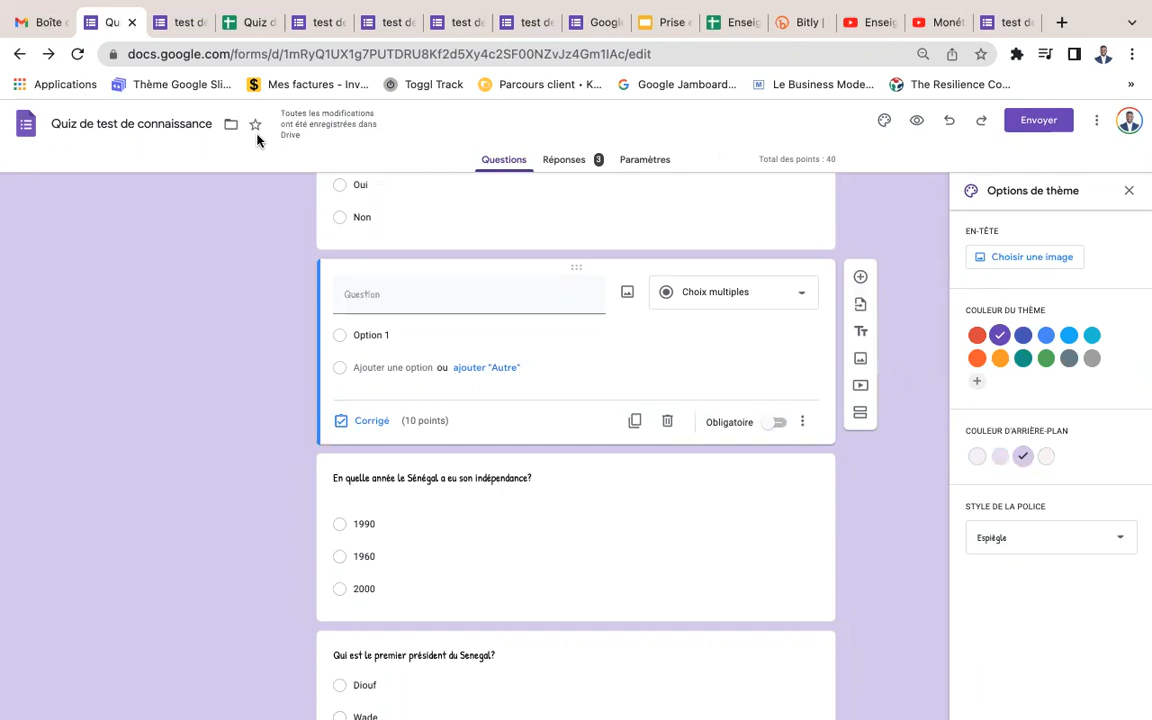 Boîte
Qu
test de
Quiz d
test de
test de
test de
test de
Googl
Prise
Enseig
Bitly |
Enseig
Monét
test de
docs.google.com/forms/d/1mRyQ1UX1g7PUTDRU8Kf2d5Xy4c2SF00NZvJz4Gm1IAc/edit
Applications
Thème Google Sli...
Mes factures - Inv...
Toggl Track
Parcours client • K...
Google Jamboard...
Le Business Mode...
The Resilience Co...
»
Quiz de test de connaissance
Toutes les modifications
ont été enregistrées dans
Drive
Envoyer
Questions
Réponses
3
Paramètres
Total des points : 40
Oui
Non
Question
Choix multiples
Option 1
Ajouter une option ou ajouter "Autre"
Corrigé
(10 points)
Obligatoire
En quelle année le Sénégal a eu son indépendance?
1990
1960
2000
Qui est le premier président du Senegal?
Diouf
Wade
Options de thème
EN-TÊTE
Choisir une image
COULEUR DU THÈME
COULEUR D'ARRIÈRE-PLAN
STYLE DE LA POLICE
Espiègle